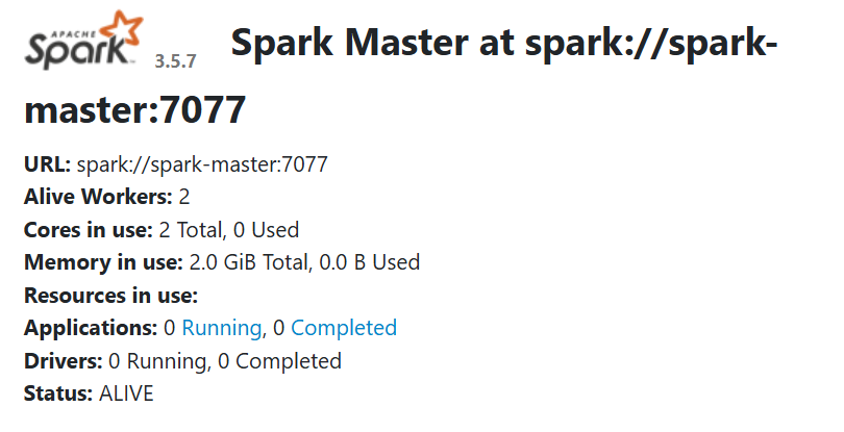 APACHE
Spark 3.5.7 Spark Master at spark://spark-
master:7077
URL: spark://spark-master:7077
Alive Workers: 2
Cores in use: 2 Total, 0 Used
Memory in use: 2.0 GiB Total, 0.0 B Used
Resources in use:
Applications: 0 Running, 0 Completed
Drivers: 0 Running, 0 Completed
Status: ALIVE